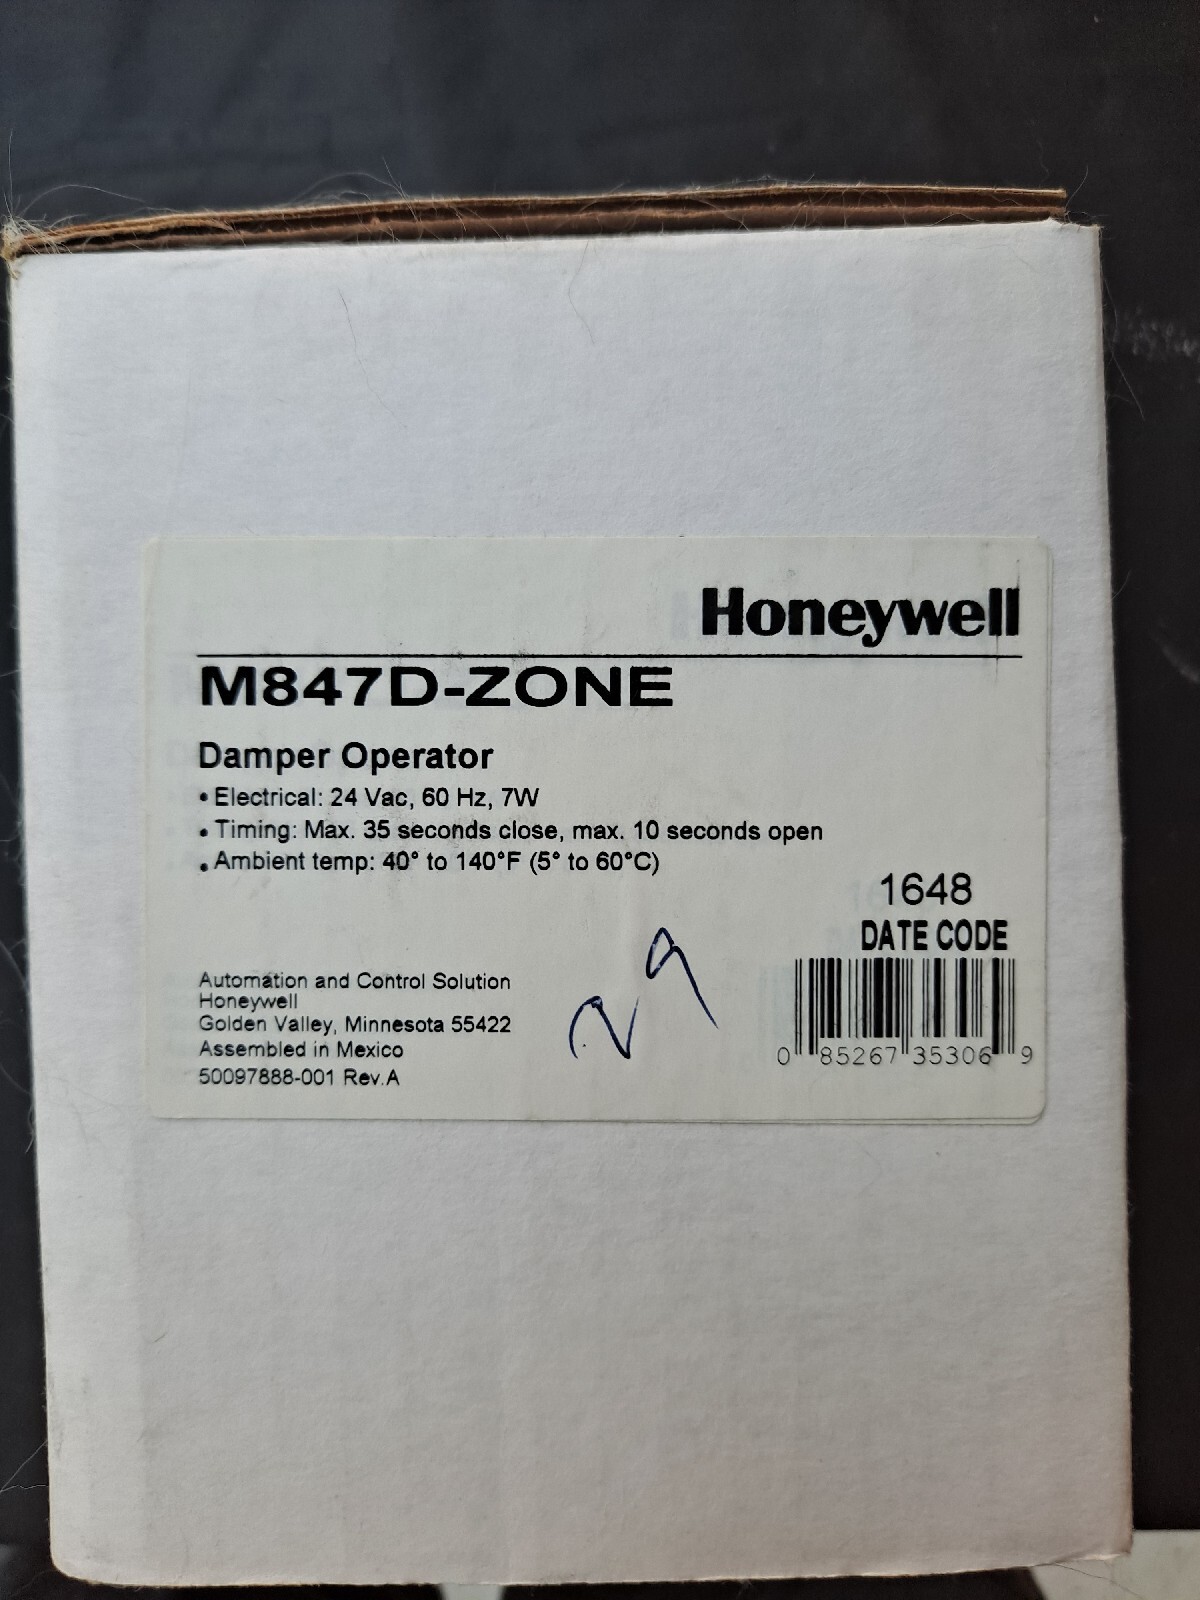 Honeywell
M847D-ZONE
Damper Operator
• Electrical: 24 Vac, 60 Hz, 7W
• Timing: Max. 35 seconds close, max. 10 seconds open
• Ambient temp: 40° to 140°F (5° to 60°C)
1648
DATE CODE
Automation and Control Solution
Honeywell
Golden Valley, Minnesota 55422
Assembled in Mexico
50097888-001 Rev.A
29
0 85267 35306 9